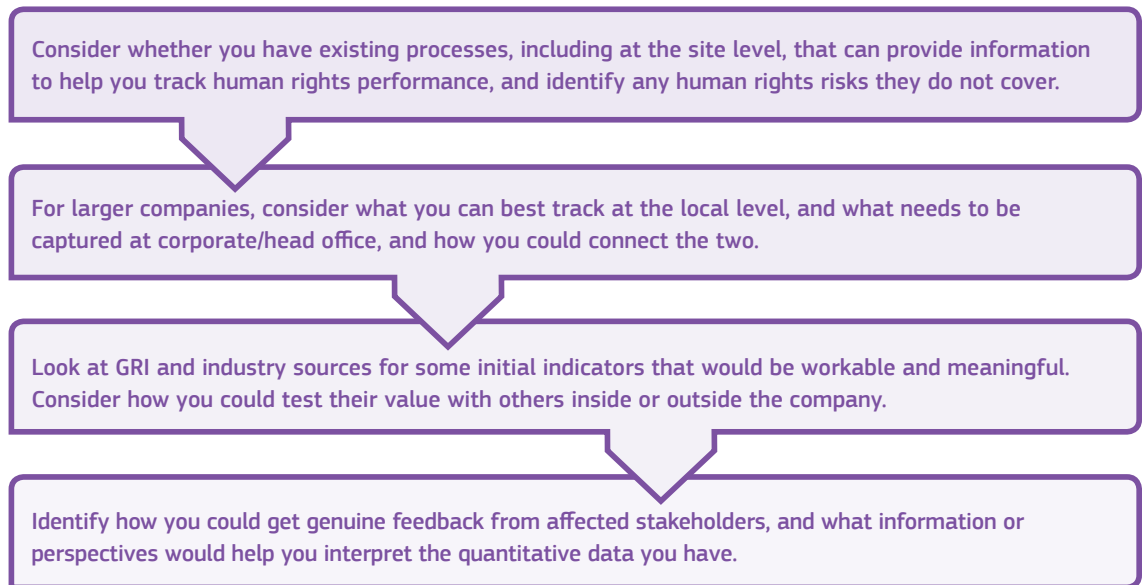 Consider whether you have existing processes, including at the site level, that can provide information
to help you track human rights performance, and identify any human rights risks they do not cover.
For larger companies, consider what you can best track at the local level, and what needs to be
captured at corporate/head office, and how you could connect the two.
Look at GRI and industry sources for some initial indicators that would be workable and meaningful.
Consider how you could test their value with others inside or outside the company.
Identify how you could get genuine feedback from affected stakeholders, and what information or
perspectives would help you interpret the quantitative data you have.